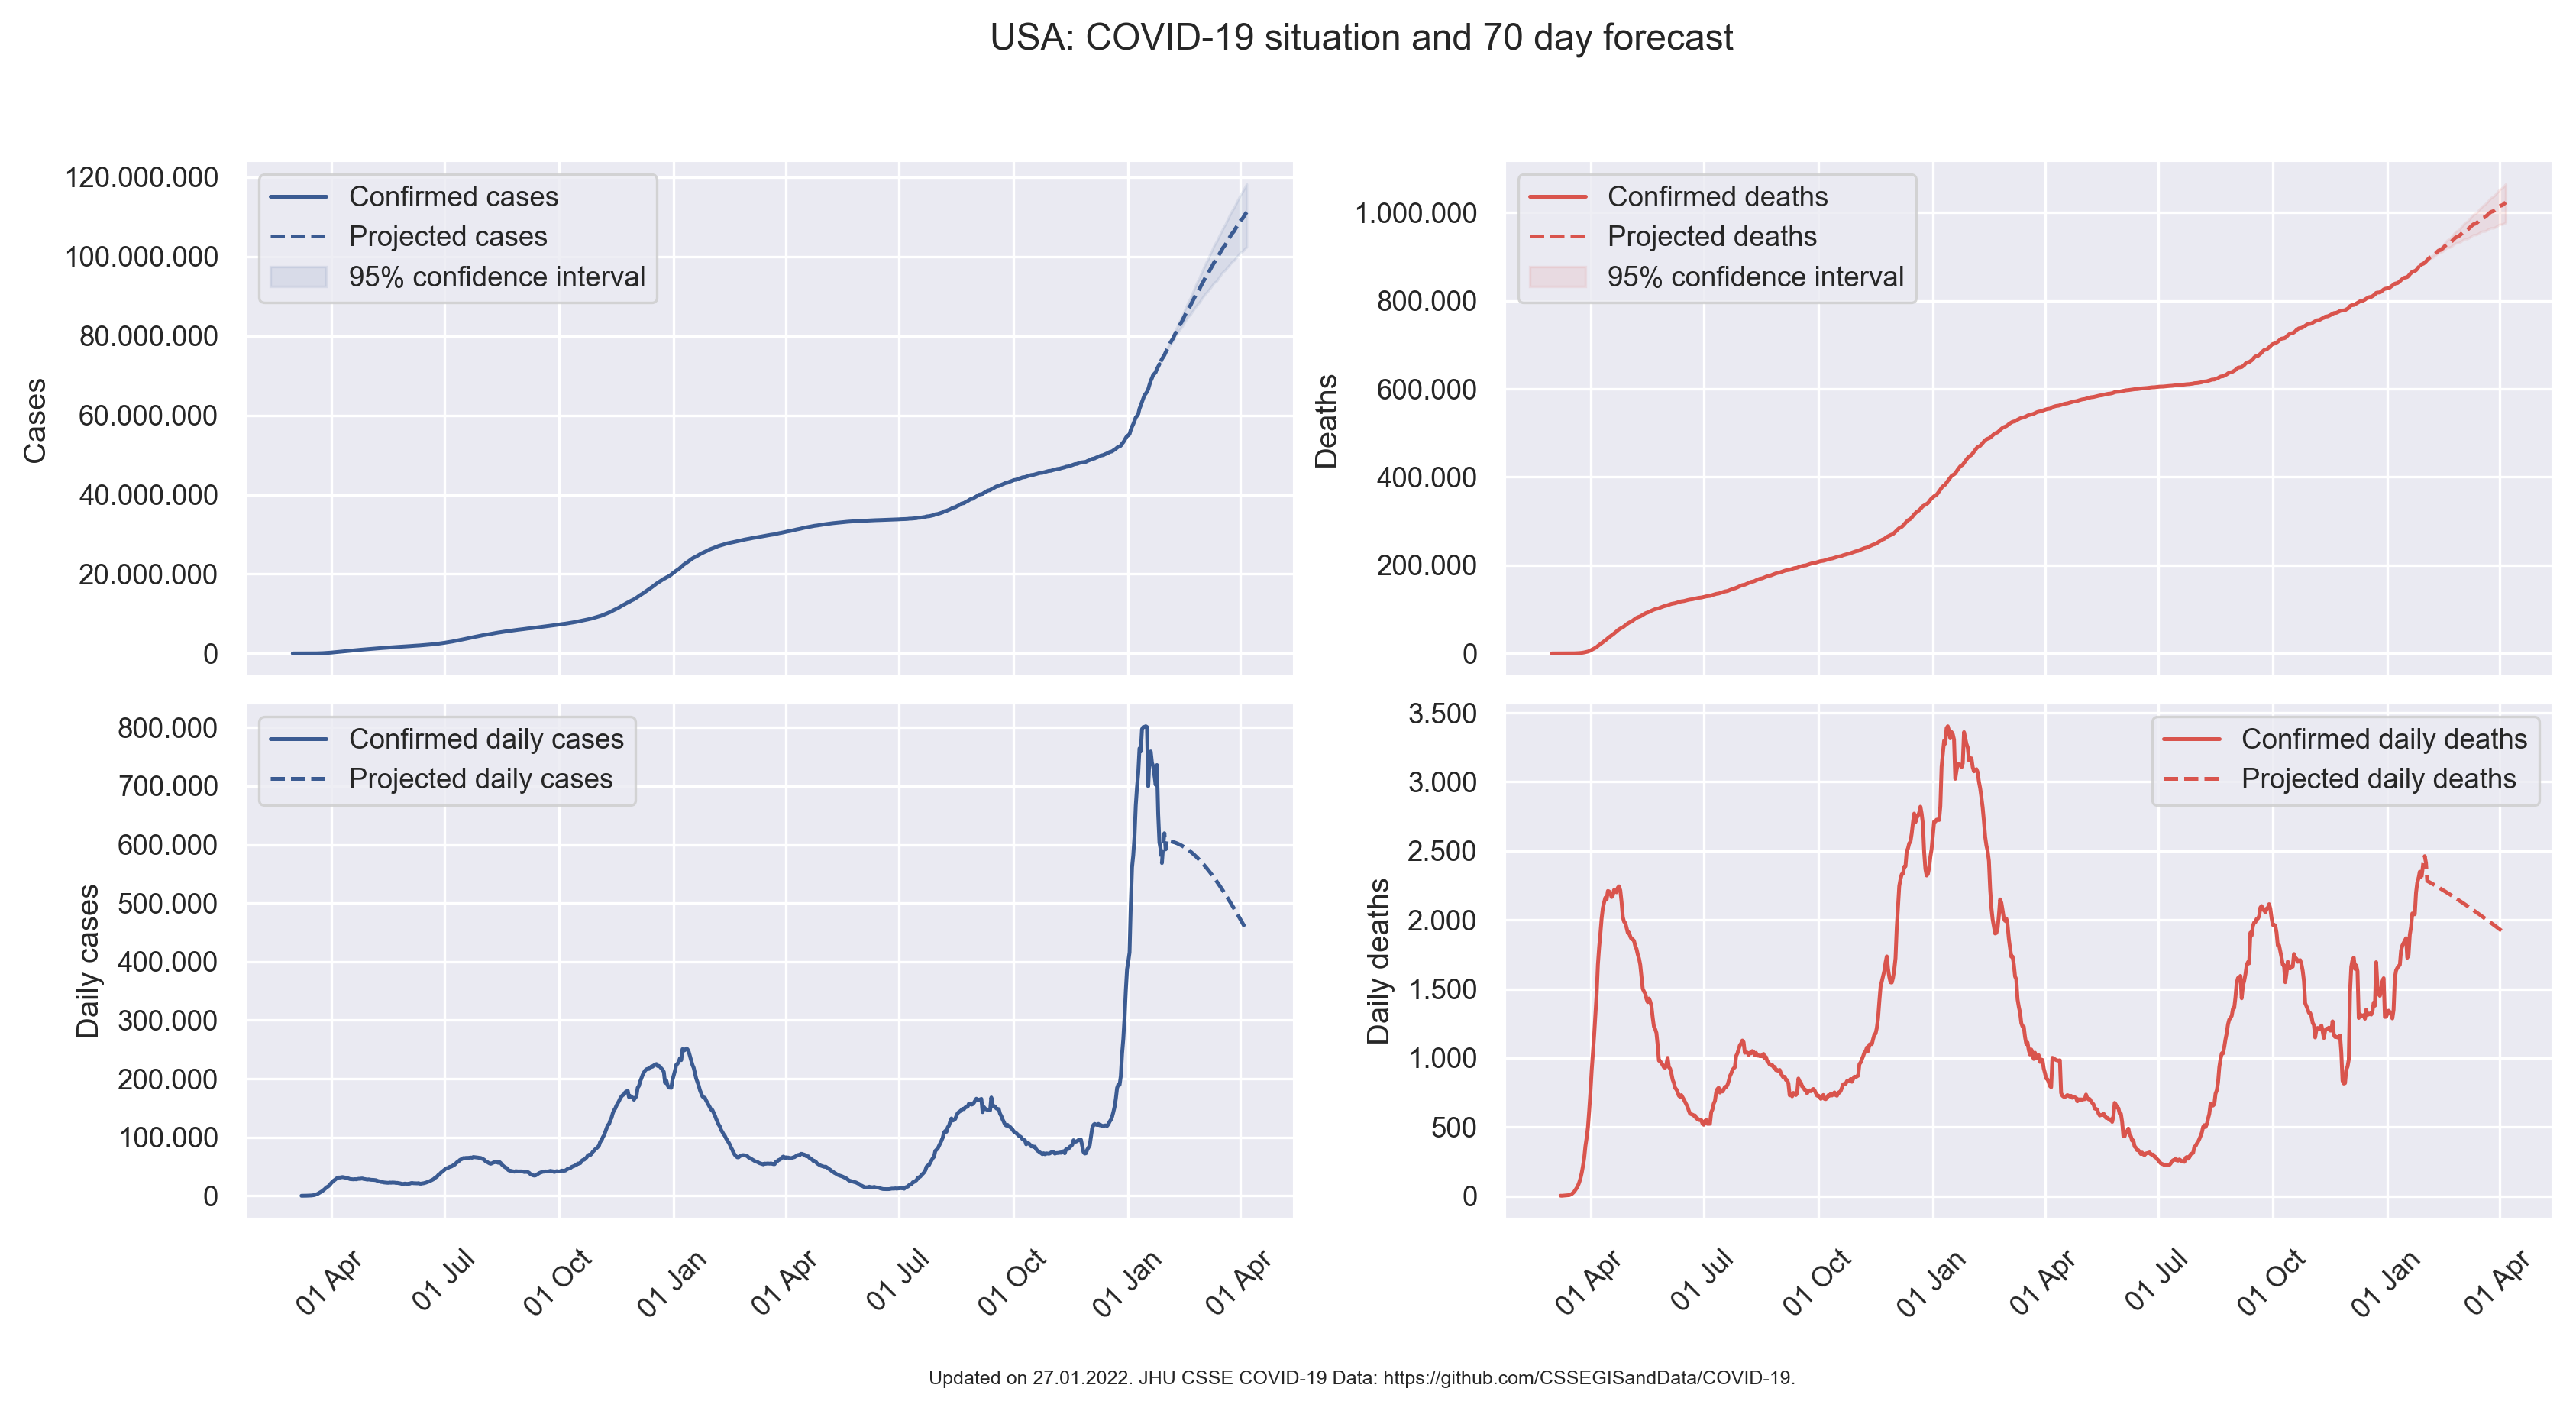 USA: COVID-19 situation and 70 day forecast
120.000.000
100.000.000
80.000.000
60.000.000
40.000.000
20.000.000
0
Cases
Confirmed cases
Projected cases
95% confidence interval
1.000.000
800.000
600.000
400.000
200.000
0
Deaths
Confirmed deaths
Projected deaths
95% confidence interval
800.000
700.000
600.000
500.000
400.000
300.000
200.000
100.000
0
Daily cases
Confirmed daily cases
Projected daily cases
01 Apr
01 Jul
01 Oct
01 Jan
01 Apr
01 Jul
01 Oct
01 Jan
01 Apr
3.500
3.000
2.500
2.000
1.500
1.000
500
0
Daily deaths
Confirmed daily deaths
Projected daily deaths
01 Apr
01 Jul
01 Oct
01 Jan
01 Apr
01 Jul
01 Oct
01 Jan
01 Apr
Updated on 27.01.2022. JHU CSSE COVID-19 Data: https://github.com/CSSEGISandData/COVID-19.